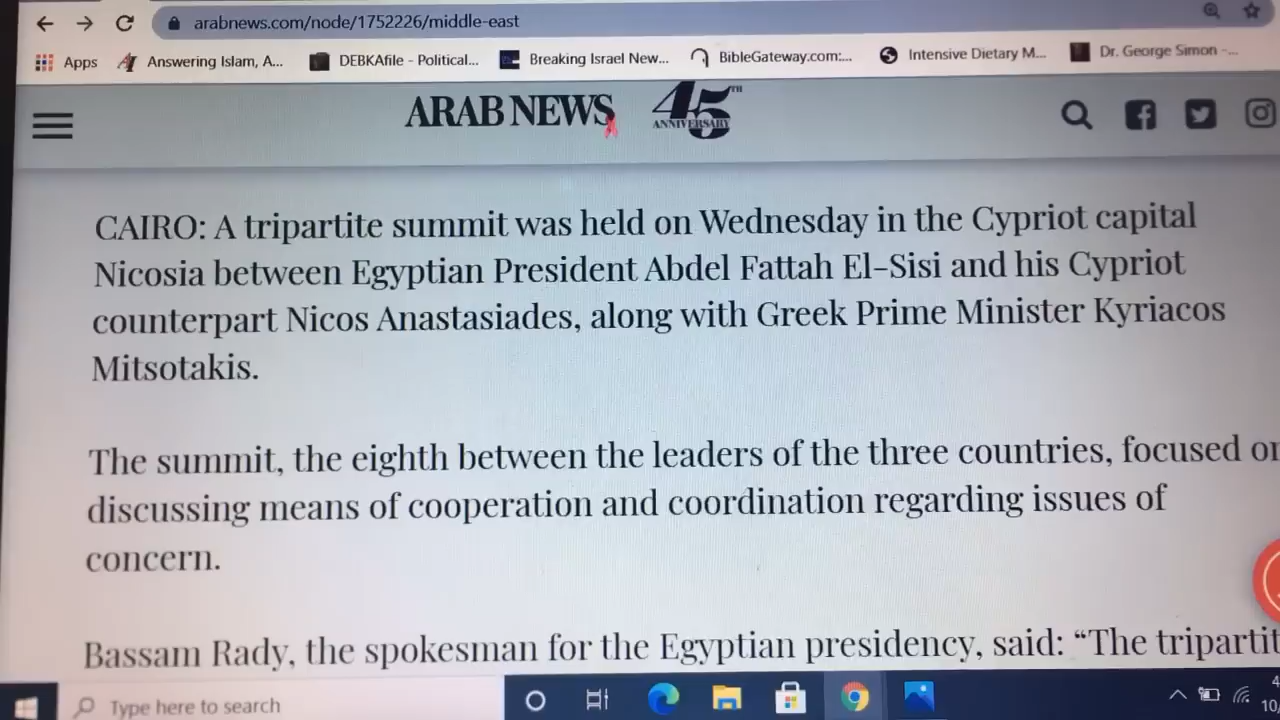 arabnews.com/node/1752226/middle-east
Apps Answering Islam, A... DEBKAfile - Political... Breaking Israel New... BibleGateway.com:... Intensive Dietary M... Dr. George Simon -...
ARAB NEWS 45TH ANNIVERSARY
CAIRO: A tripartite summit was held on Wednesday in the Cypriot capital
Nicosia between Egyptian President Abdel Fattah El-Sisi and his Cypriot
counterpart Nicos Anastasiades, along with Greek Prime Minister Kyriacos
Mitsotakis.
The summit, the eighth between the leaders of the three countries, focused on
discussing means of cooperation and coordination regarding issues of
concern.
Bassam Rady, the spokesman for the Egyptian presidency, said: “The tripartit
Type here to search